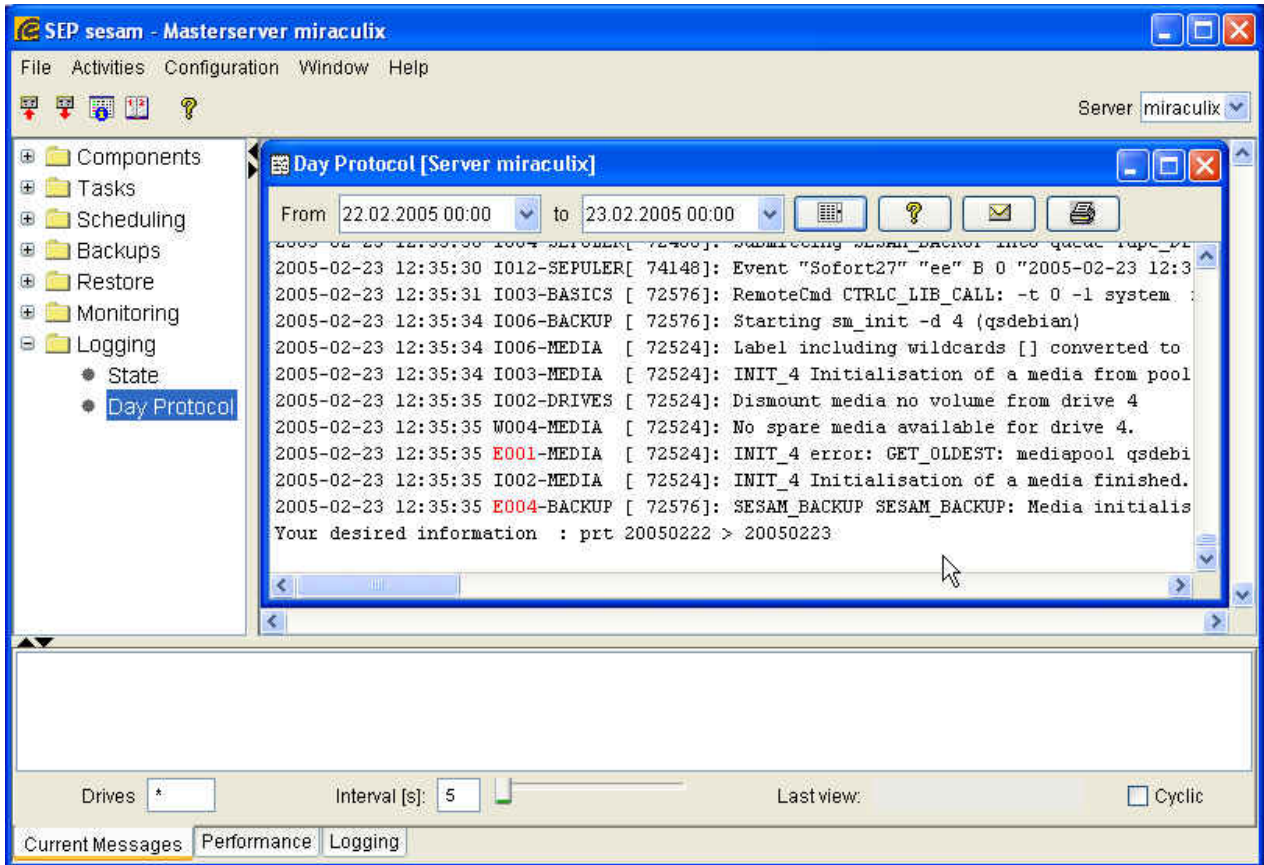 SEP sesam - Masterserver miraculix
File Activities Configuration Window Help
Server miraculix
Components
Tasks
Scheduling
Backups
Restore
Monitoring
Logging
State
Day Protocol
Day Protocol [Server miraculix]
From 22.02.2005 00:00 to 23.02.2005 00:00
2005-02-23 12:35:30 I012-SEPULER[ 74148]: Event "Sofort27" "ee" B 0 "2005-02-23 12:3
2005-02-23 12:35:31 I003-BASICS [ 72576]: RemoteCmd CTRLC_LIB_CALL: -t 0 -l system
2005-02-23 12:35:34 I006-BACKUP [ 72576]: Starting sm_init -d 4 (qsdebian)
2005-02-23 12:35:34 I006-MEDIA [ 72524]: Label including wildcards [] converted to
2005-02-23 12:35:34 I003-MEDIA [ 72524]: INIT_4 Initialisation of a media from pool
2005-02-23 12:35:35 I002-DRIVES [ 72524]: Dismount media no volume from drive 4
2005-02-23 12:35:35 W004-MEDIA [ 72524]: No spare media available for drive 4.
2005-02-23 12:35:35 E001-MEDIA [ 72524]: INIT_4 error: GET_OLDEST: mediapool qsdebi
2005-02-23 12:35:35 I002-MEDIA [ 72524]: INIT_4 Initialisation of a media finished.
2005-02-23 12:35:35 E004-BACKUP [ 72576]: SESAM_BACKUP SESAM_BACKUP: Media initialis
Your desired information : prt 20050222 > 20050223
Drives * Interval [s]: 5 Last view: Cyclic
Current Messages Performance Logging